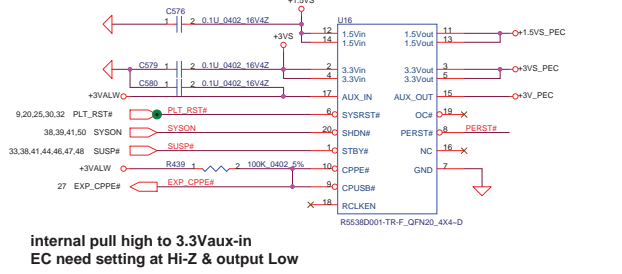 +1.5VS
C576
1 2 0.1U_0402_16V4Z
U16
12 1.5Vin 1.5Vout 11 +1.5VS_PEC
14 1.5Vin 1.5Vout 13
+3VS
C579 1 2 0.1U_0402_16V4Z
2 3.3Vin 3.3Vout 3 +3VS_PEC
4 3.3Vin 3.3Vout 5
C580 1 2 0.1U_0402_16V4Z
+3VALW 17 AUX_IN AUX_OUT 15 +3V_PEC
9,20,25,30,32 PLT_RST# PLT_RST# 6 SYSRST# OC# 19
38,39,41,50 SYSON SYSON 20 SHDN# PERST# 8 PERST#
33,38,41,44,46,47,48 SUSP# SUSP# 1 STBY# NC 16
+3VALW R439 1 2 100K_0402_5% 10 CPPE# GND 7
27 EXP_CPPE# EXP_CPPE# 9 CPUSB#
18 RCLKEN
R5538D001-TR-F_QFN20_4X4~D
internal pull high to 3.3Vaux-in
EC need setting at Hi-Z & output Low